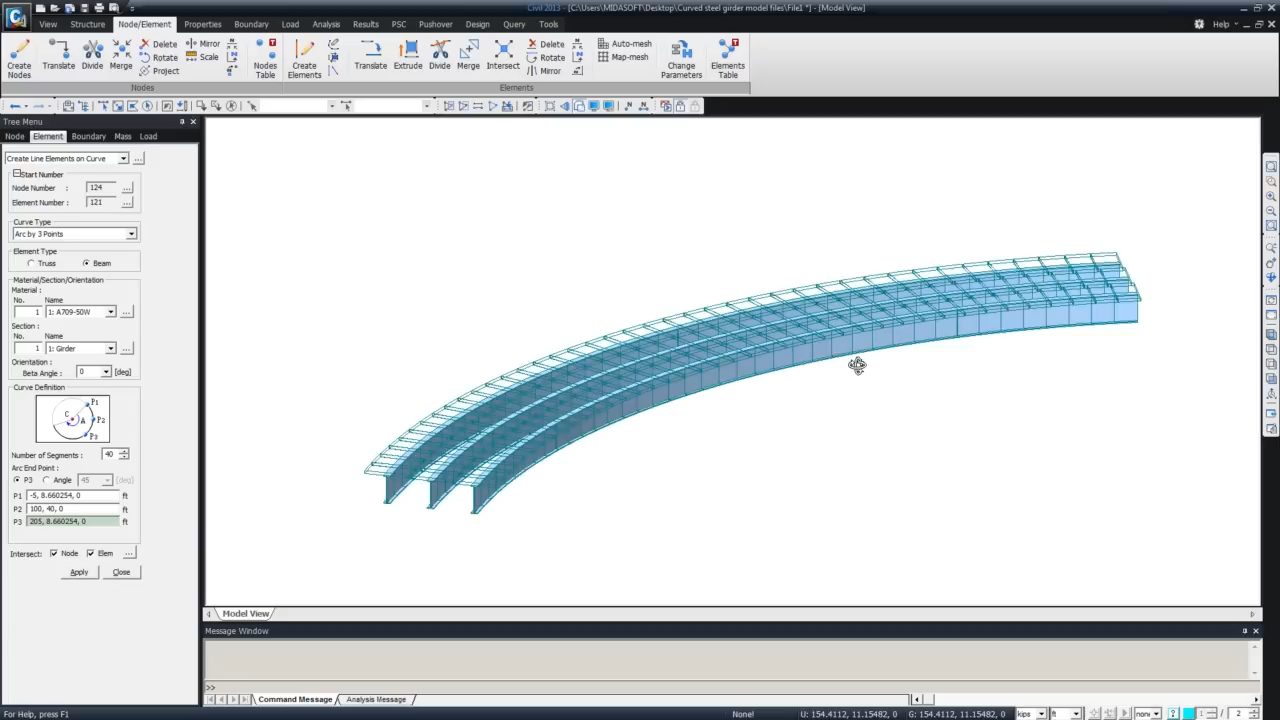 Civil 2013 - [C:\Users\MIDASOFT\Desktop\Curved steel girder model files\File1 *] - [Model View]
View Structure Node/Element Properties Boundary Load Analysis Results PSC Pushover Design Query Tools Help
Create Nodes Translate Divide Merge Delete Rotate Project Mirror Scale Nodes Table
Create Elements Translate Extrude Divide Merge Intersect Delete Rotate Mirror Auto-mesh Map-mesh Change Parameters Elements Table
Nodes Elements
Tree Menu
Node Element Boundary Mass Load
Create Line Elements on Curve ...
Start Number
Node Number : 124 ...
Element Number : 121 ...
Curve Type
Arc by 3 Points
Element Type
Truss Beam
Material/Section/Orientation
Material :
No. Name
1 1: A709-50W ...
Section :
No. Name
1 1: Girder ...
Orientation :
Beta Angle : 0 [deg]
Curve Definition
P1
C
A P2
P3
Number of Segments : 40
Arc End Point :
P3 Angle 45 [deg]
P1 -5, 8.660254, 0 ft
P2 100, 40, 0 ft
P3 205, 8.660254, 0 ft
Intersect: Node Elem ...
Apply Close
Model View
Message Window
>>
Command Message Analysis Message
For Help, press F1 None! U: 154.4112, 11.15482, 0 G: 154.4112, 11.15482, 0 kips ft none ? 1 / 2